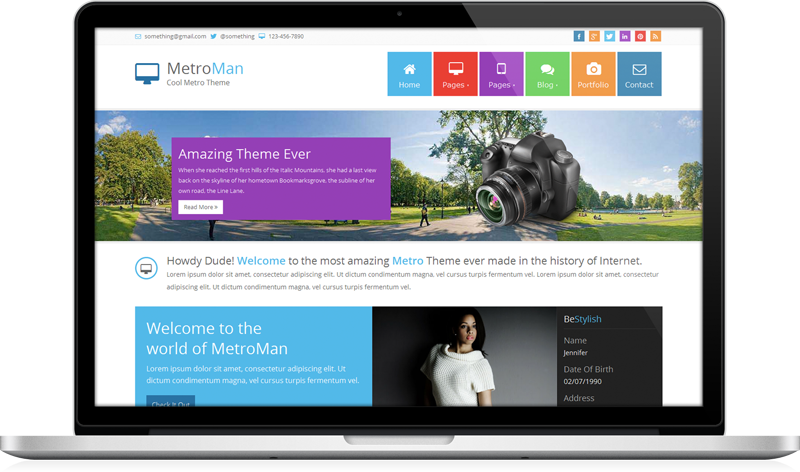 something@gmail.com @something 123-456-7890
MetroMan
Cool Metro Theme
Home Pages Pages Blog Portfolio Contact
Amazing Theme Ever
When she reached the first hills of the Italic Mountains, she had a last view
back on the skyline of her hometown Bookmarksgrove, the subline of her
own road, the Line Lane.
Read More »
Howdy Dude! Welcome to the most amazing Metro Theme ever made in the history of Internet.
Lorem ipsum dolor sit amet, consectetur adipiscing elit. Ut dictum condimentum magna, vel cursus turpis fermentum vel. Lorem ipsum dolor sit amet, consectetur
adipiscing elit. Ut dictum condimentum magna, vel cursus turpis fermentum vel.
Welcome to the
world of MetroMan
Lorem ipsum dolor sit amet, consectetur adipiscing elit. Ut
dictum condimentum magna, vel cursus turpis fermentum vel.
Check It Out
BeStylish
Name
Jennifer
Date Of Birth
02/07/1990
Address